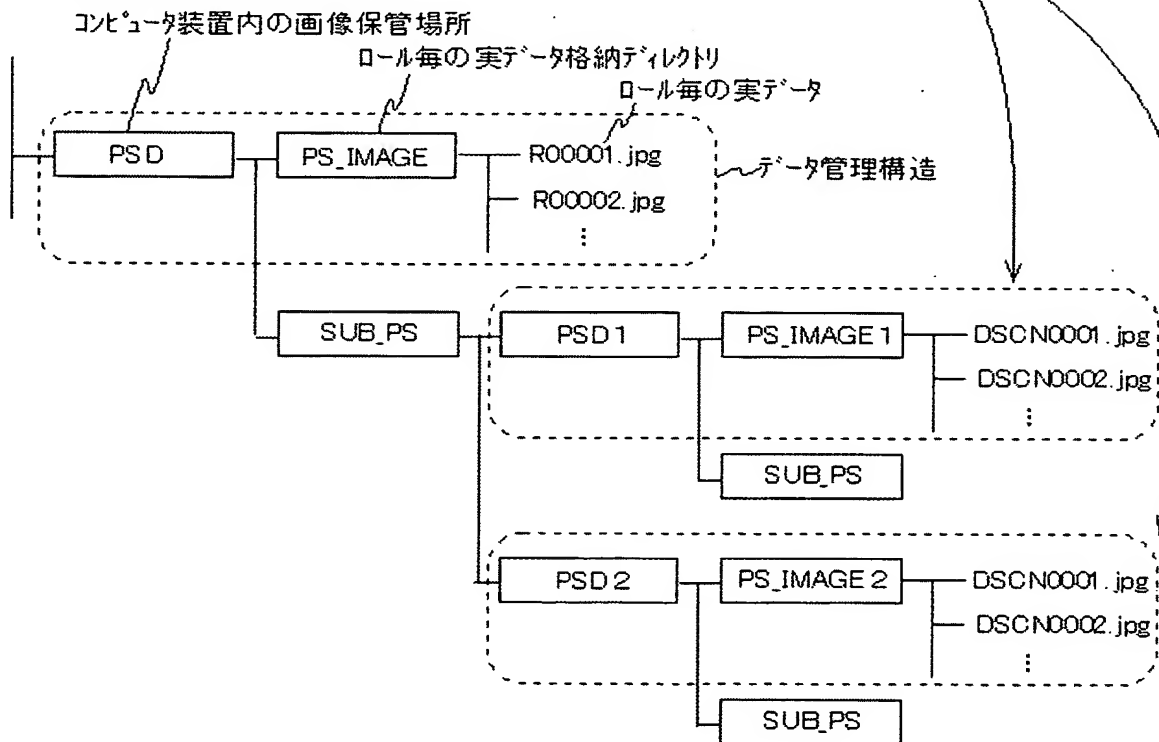 コンピュータ装置内の画像保管場所
ロール毎の実データ格納ディレクトリ
ロール毎の実データ
PSD
PS_IMAGE
R00001.jpg
データ管理構造
R00002.jpg
⋮
SUB_PS
PSD1
PS_IMAGE1
DSCN0001.jpg
DSCN0002.jpg
⋮
SUB_PS
PSD2
PS_IMAGE2
DSCN0001.jpg
DSCN0002.jpg
⋮
SUB_PS